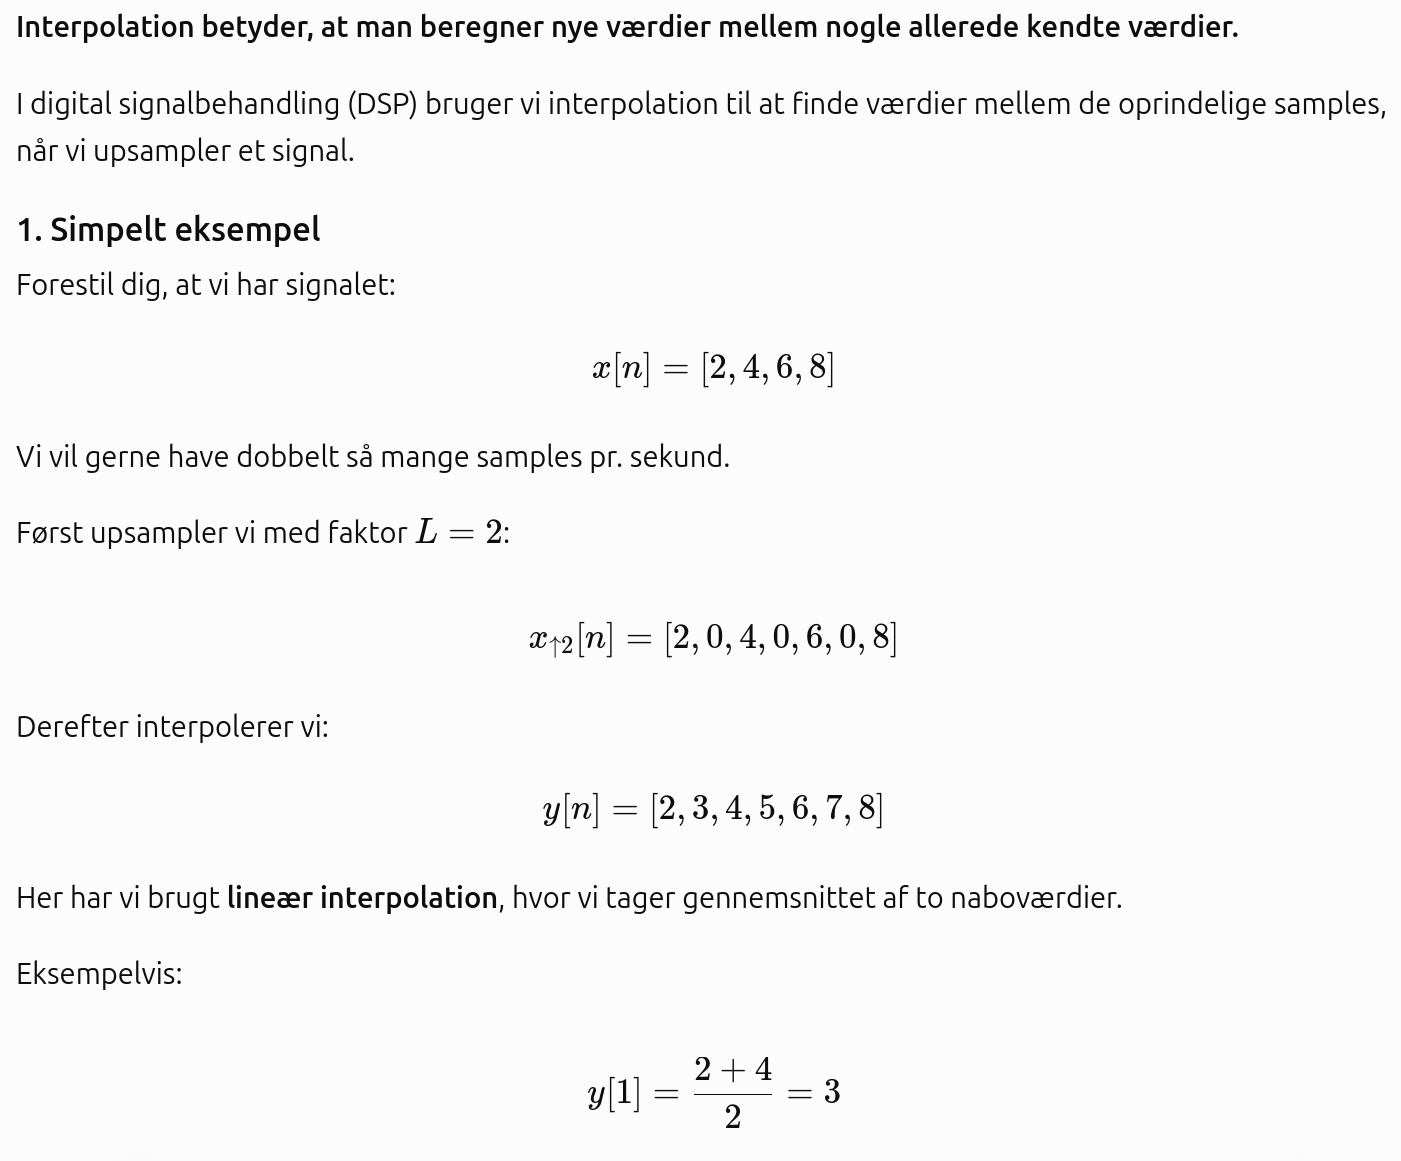 Interpolation betyder, at man beregner nye værdier mellem nogle allerede kendte værdier.
I digital signalbehandling (DSP) bruger vi interpolation til at finde værdier mellem de oprindelige samples,
når vi upsampler et signal.
1. Simpelt eksempel
Forestil dig, at vi har signalet:
x[n] = [2, 4, 6, 8]
Vi vil gerne have dobbelt så mange samples pr. sekund.
Først upsampler vi med faktor L = 2:
x↑2[n] = [2, 0, 4, 0, 6, 0, 8]
Derefter interpolerer vi:
y[n] = [2, 3, 4, 5, 6, 7, 8]
Her har vi brugt lineær interpolation, hvor vi tager gennemsnittet af to naboværdier.
Eksempelvis:
y[1] = (2 + 4)/2 = 3